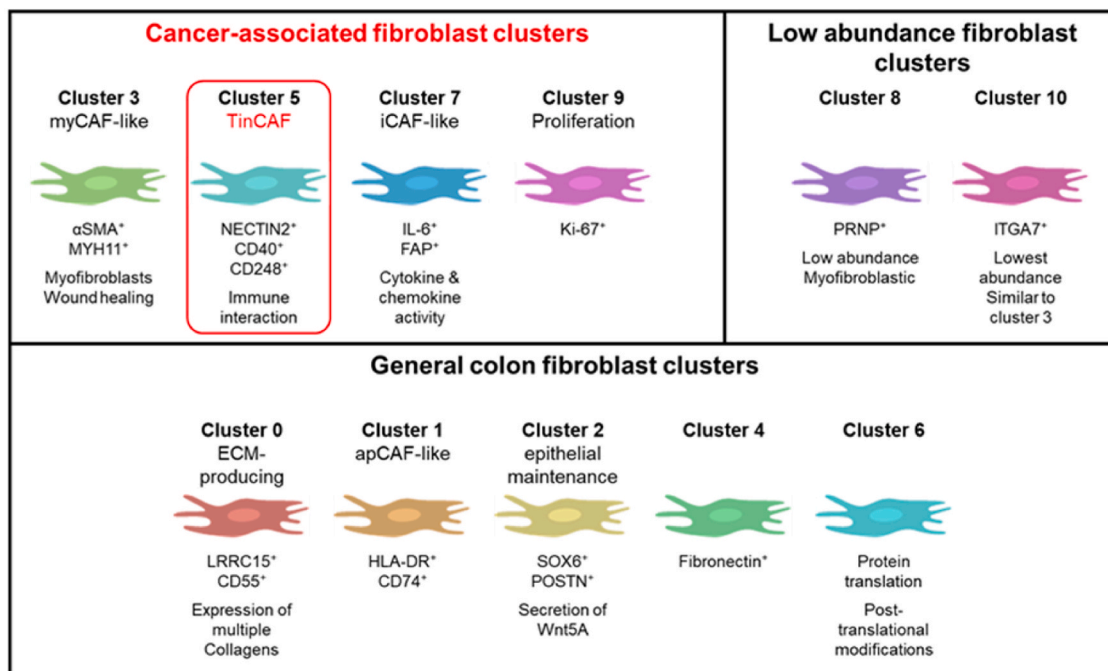 Cancer-associated fibroblast clusters
Cluster 3
myCAF-like
αSMA⁺
MYH11⁺
Myofibroblasts
Wound healing
Cluster 5
TinCAF
NECTIN2⁺
CD40⁺
CD248⁺
Immune
interaction
Cluster 7
iCAF-like
IL-6⁺
FAP⁺
Cytokine &
chemokine
activity
Cluster 9
Proliferation
Ki-67⁺
Low abundance fibroblast
clusters
Cluster 8
PRNP⁺
Low abundance
Myofibroblastic
Cluster 10
ITGA7⁺
Lowest
abundance
Similar to
cluster 3
General colon fibroblast clusters
Cluster 0
ECM-
producing
LRRC15⁺
CD55⁺
Expression of
multiple
Collagens
Cluster 1
apCAF-like
HLA-DR⁺
CD74⁺
Cluster 2
epithelial
maintenance
SOX6⁺
POSTN⁺
Secretion of
Wnt5A
Cluster 4
Fibronectin⁺
Cluster 6
Protein
translation
Post-
translational
modifications